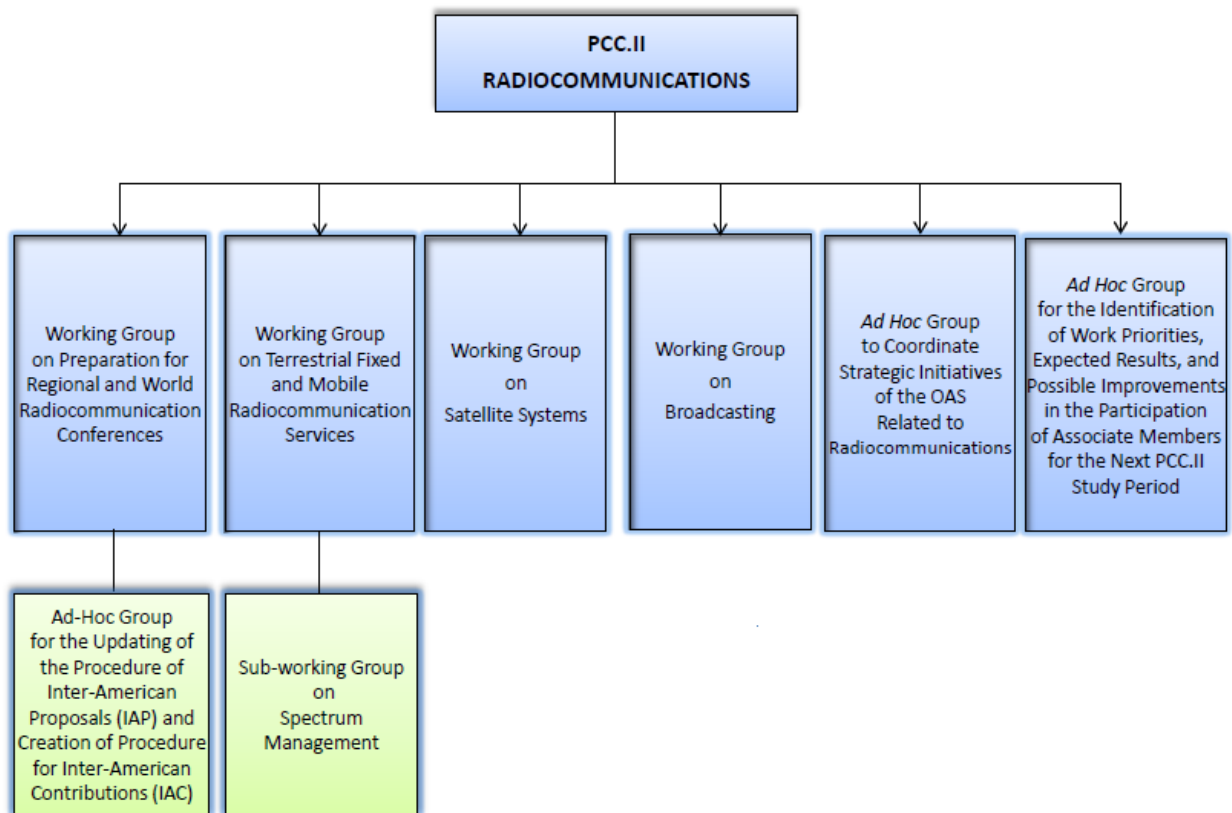 PCC.II
RADIOCOMMUNICATIONS
Working Group
on Preparation for
Regional and World
Radiocommunication
Conferences
Working Group
on Terrestrial Fixed
and Mobile
Radiocommunication
Services
Working Group
on
Satellite Systems
Working Group
on
Broadcasting
Ad Hoc Group
to Coordinate
Strategic Initiatives
of the OAS
Related to
Radiocommunications
Ad Hoc Group
for the Identification
of Work Priorities,
Expected Results, and
Possible Improvements
in the Participation
of Associate Members
for the Next PCC.II
Study Period
Ad-Hoc Group
for the Updating of
the Procedure of
Inter-American
Proposals (IAP) and
Creation of Procedure
for Inter-American
Contributions (IAC)
Sub-working Group
on
Spectrum
Management